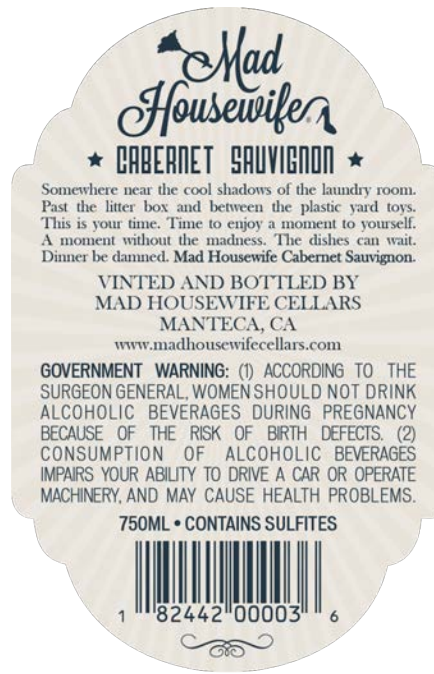 Mad
Housewife®
★ CABERNET SAUVIGNON ★
Somewhere near the cool shadows of the laundry room.
Past the litter box and between the plastic yard toys.
This is your time. Time to enjoy a moment to yourself.
A moment without the madness. The dishes can wait.
Dinner be damned. Mad Housewife Cabernet Sauvignon.
VINTED AND BOTTLED BY
MAD HOUSEWIFE CELLARS
MANTECA, CA
www.madhousewifecellars.com
GOVERNMENT WARNING: (1) ACCORDING TO THE
SURGEON GENERAL, WOMEN SHOULD NOT DRINK
ALCOHOLIC BEVERAGES DURING PREGNANCY
BECAUSE OF THE RISK OF BIRTH DEFECTS. (2)
CONSUMPTION OF ALCOHOLIC BEVERAGES
IMPAIRS YOUR ABILITY TO DRIVE A CAR OR OPERATE
MACHINERY, AND MAY CAUSE HEALTH PROBLEMS.
750ML • CONTAINS SULFITES
1 82442 00003 6